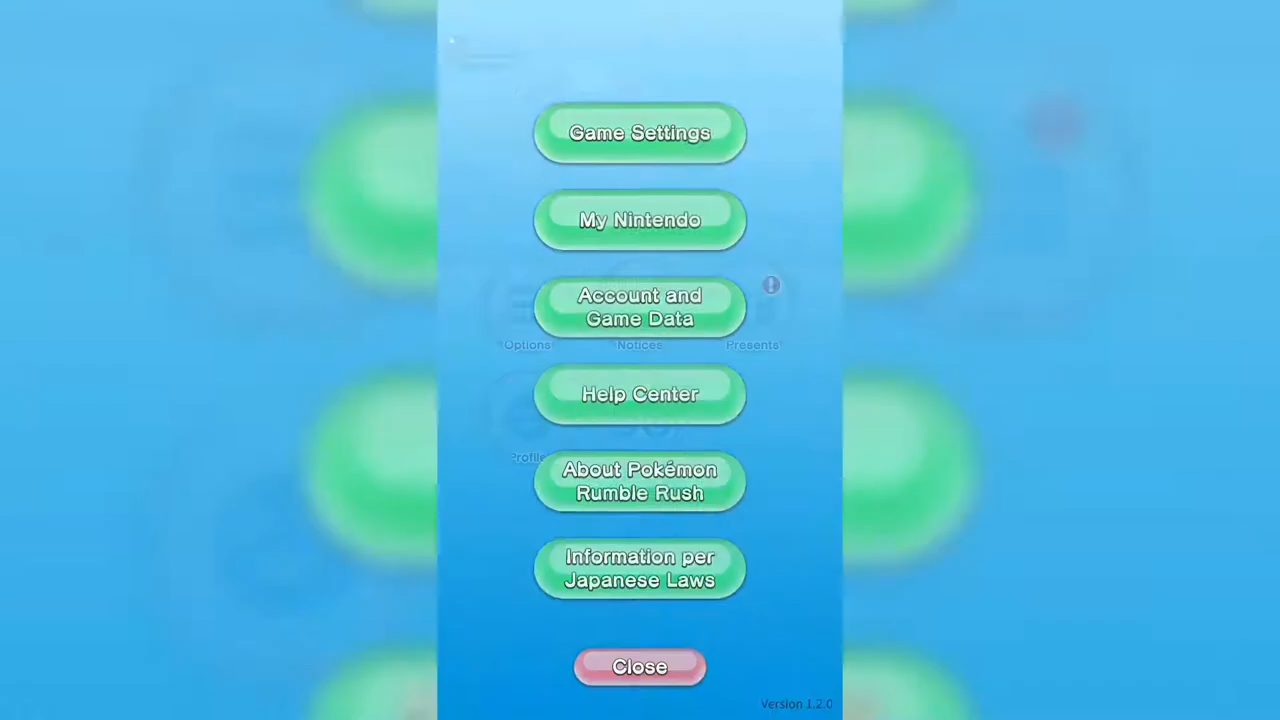 Game Settings
My Nintendo
Account and
Game Data
Options Notices Presents
Help Center
Profile
About Pokémon
Rumble Rush
Information per
Japanese Laws
Close
Version 1.2.0